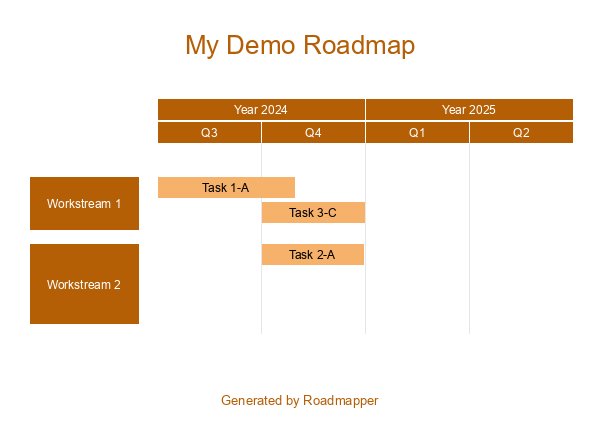 My Demo Roadmap
Year 2024 Year 2025
Q3 Q4 Q1 Q2
Workstream 1
Task 1-A
Task 3-C
Workstream 2
Task 2-A
Generated by Roadmapper